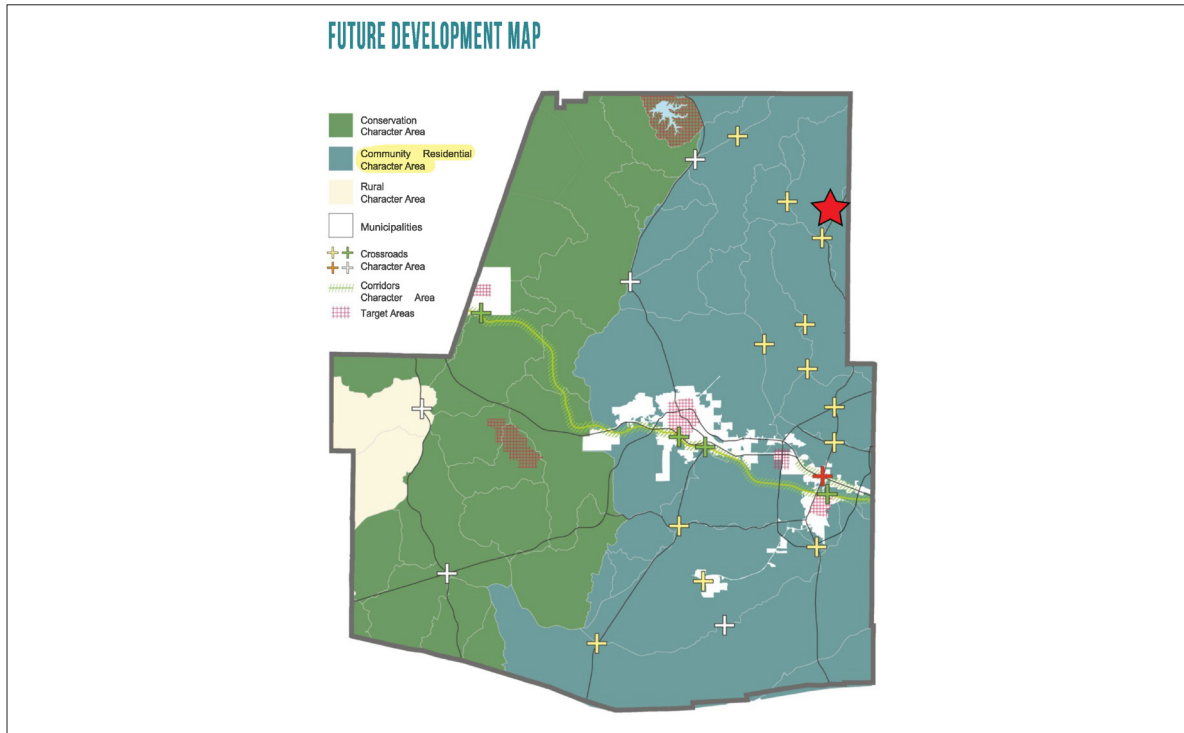 FUTURE DEVELOPMENT MAP
Conservation
Character Area
Community Residential
Character Area
Rural
Character Area
Municipalities
Crossroads
Character Area
Corridors
Character Area
Target Areas